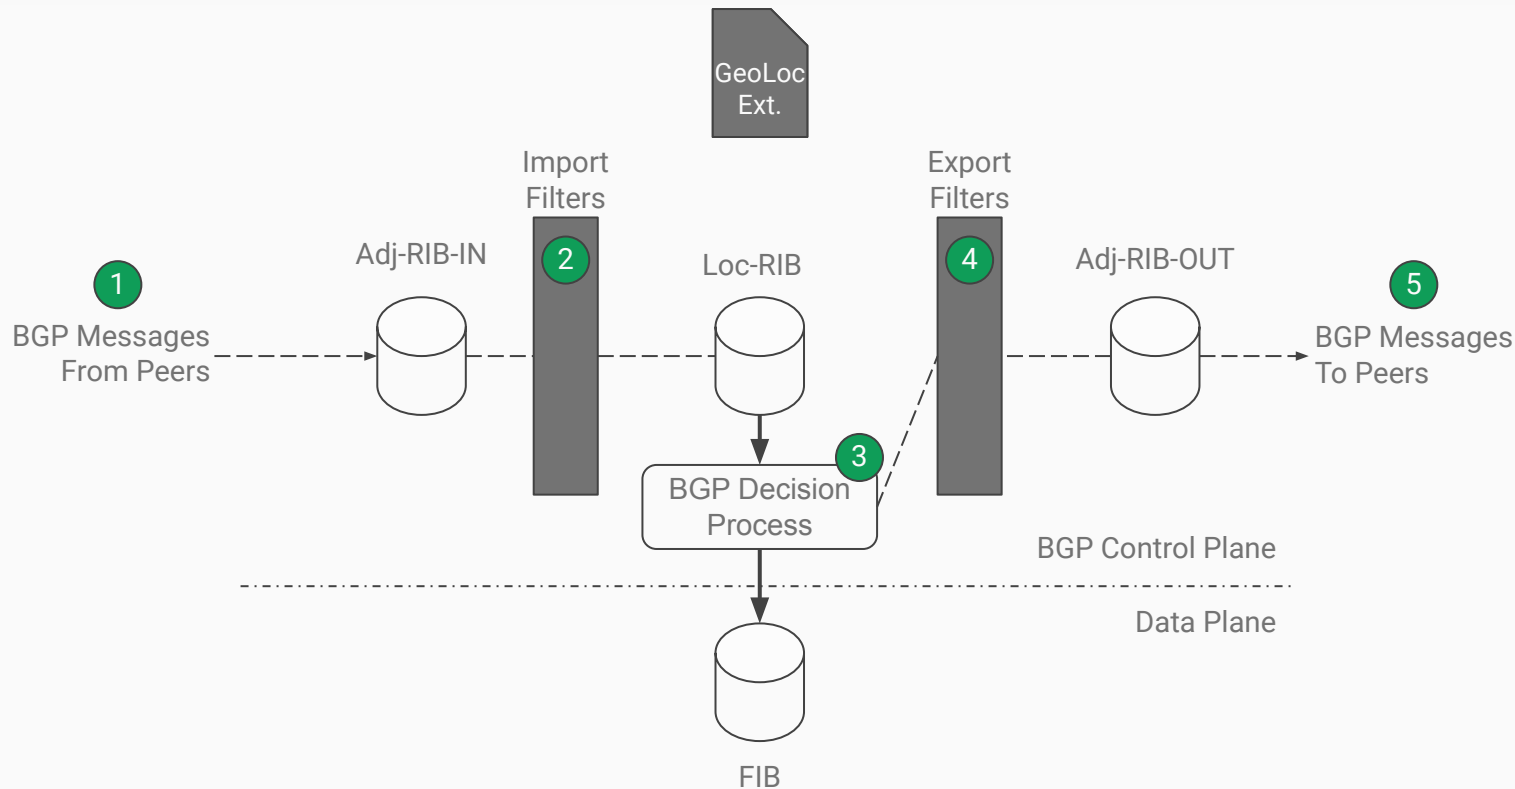 GeoLoc
Ext.
Import
Filters
Export
Filters
Adj-RIB-IN
2
Loc-RIB
4
Adj-RIB-OUT
1
5
BGP Messages
From Peers
BGP Messages
To Peers
3
BGP Decision
Process
BGP Control Plane
Data Plane
FIB